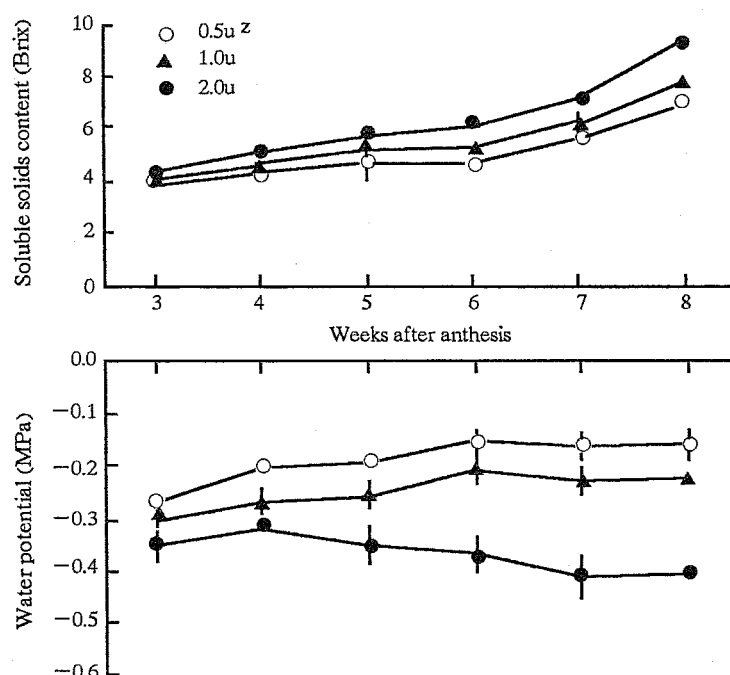 Soluble solids content (Brix)
10
8
6
4
2
0
0.5u z
1.0u
2.0u
3 4 5 6 7 8
Weeks after anthesis
Water potential (MPa)
0.0
−0.1
−0.2
−0.3
−0.4
−0.5
−0.6